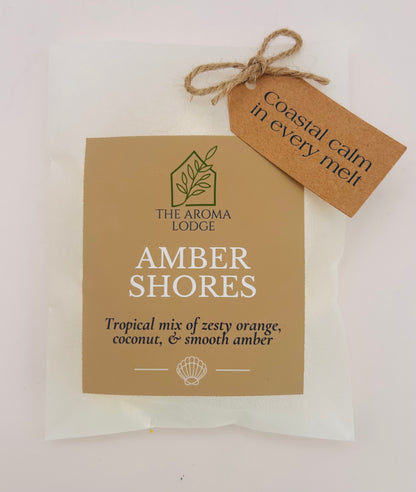 Coastal calm
in every melt
THE AROMA
LODGE
AMBER
SHORES
Tropical mix of zesty orange,
coconut, & smooth amber